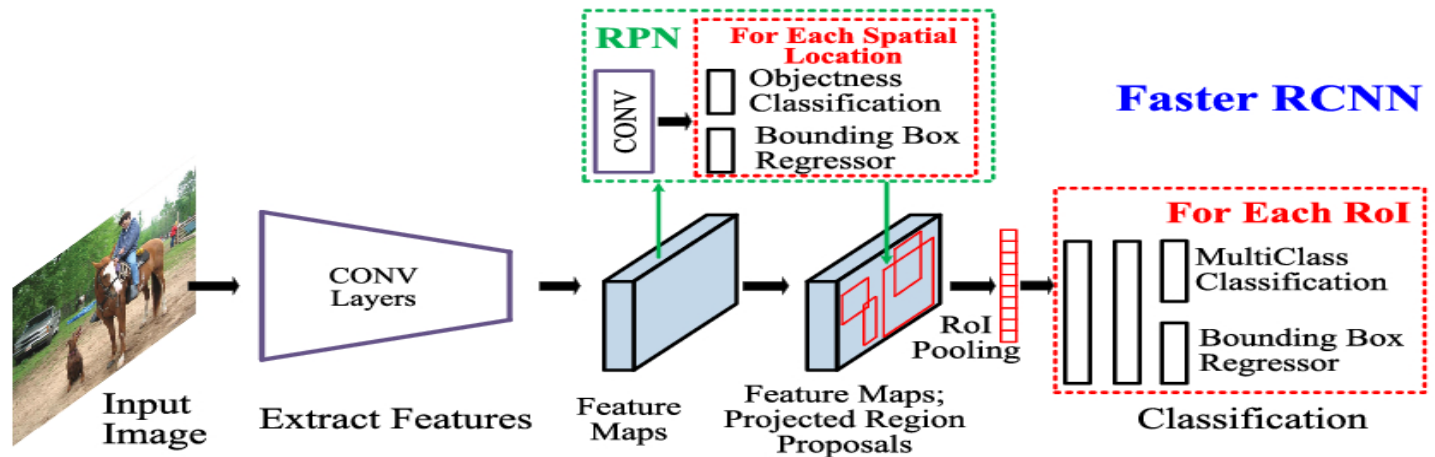 RPN
For Each Spatial
Location
CONV
Objectness
Classification
Bounding Box
Regressor
Faster RCNN
For Each RoI
MultiClass
Classification
Bounding Box
Regressor
CONV
Layers
RoI
Pooling
Input
Image
Extract Features
Feature
Maps
Feature Maps;
Projected Region
Proposals
Classification